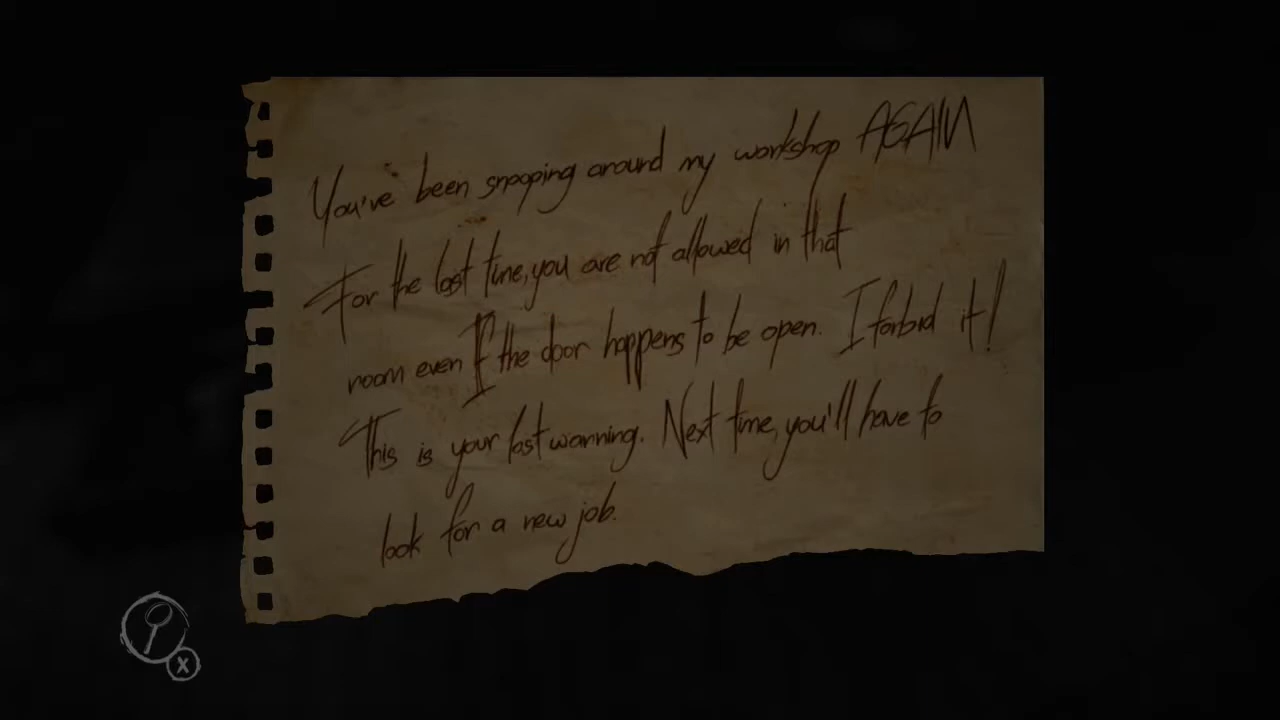 You've been snooping around my workshop AGAIN
For the last time, you are not allowed in that
room even If the door happens to be open. I forbid it!
This is your last warning. Next time, you'll have to
look for a new job.
X